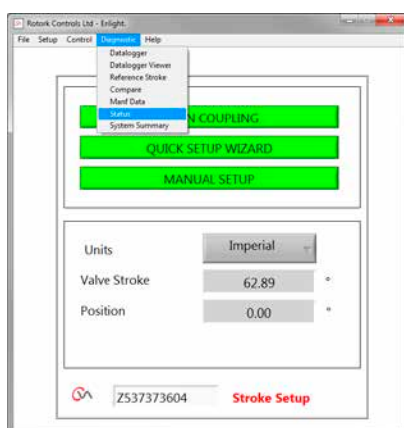 Rotork Controls Ltd - Enlight.
File Setup Control Diagnostic Help
Datalogger
Datalogger Viewer
Reference Stroke
Compare
Manf Data
Status
System Summary
N COUPLING
QUICK SETUP WIZARD
MANUAL SETUP
Units Imperial
Valve Stroke 62.89 °
Position 0.00 °
Z537373604 Stroke Setup